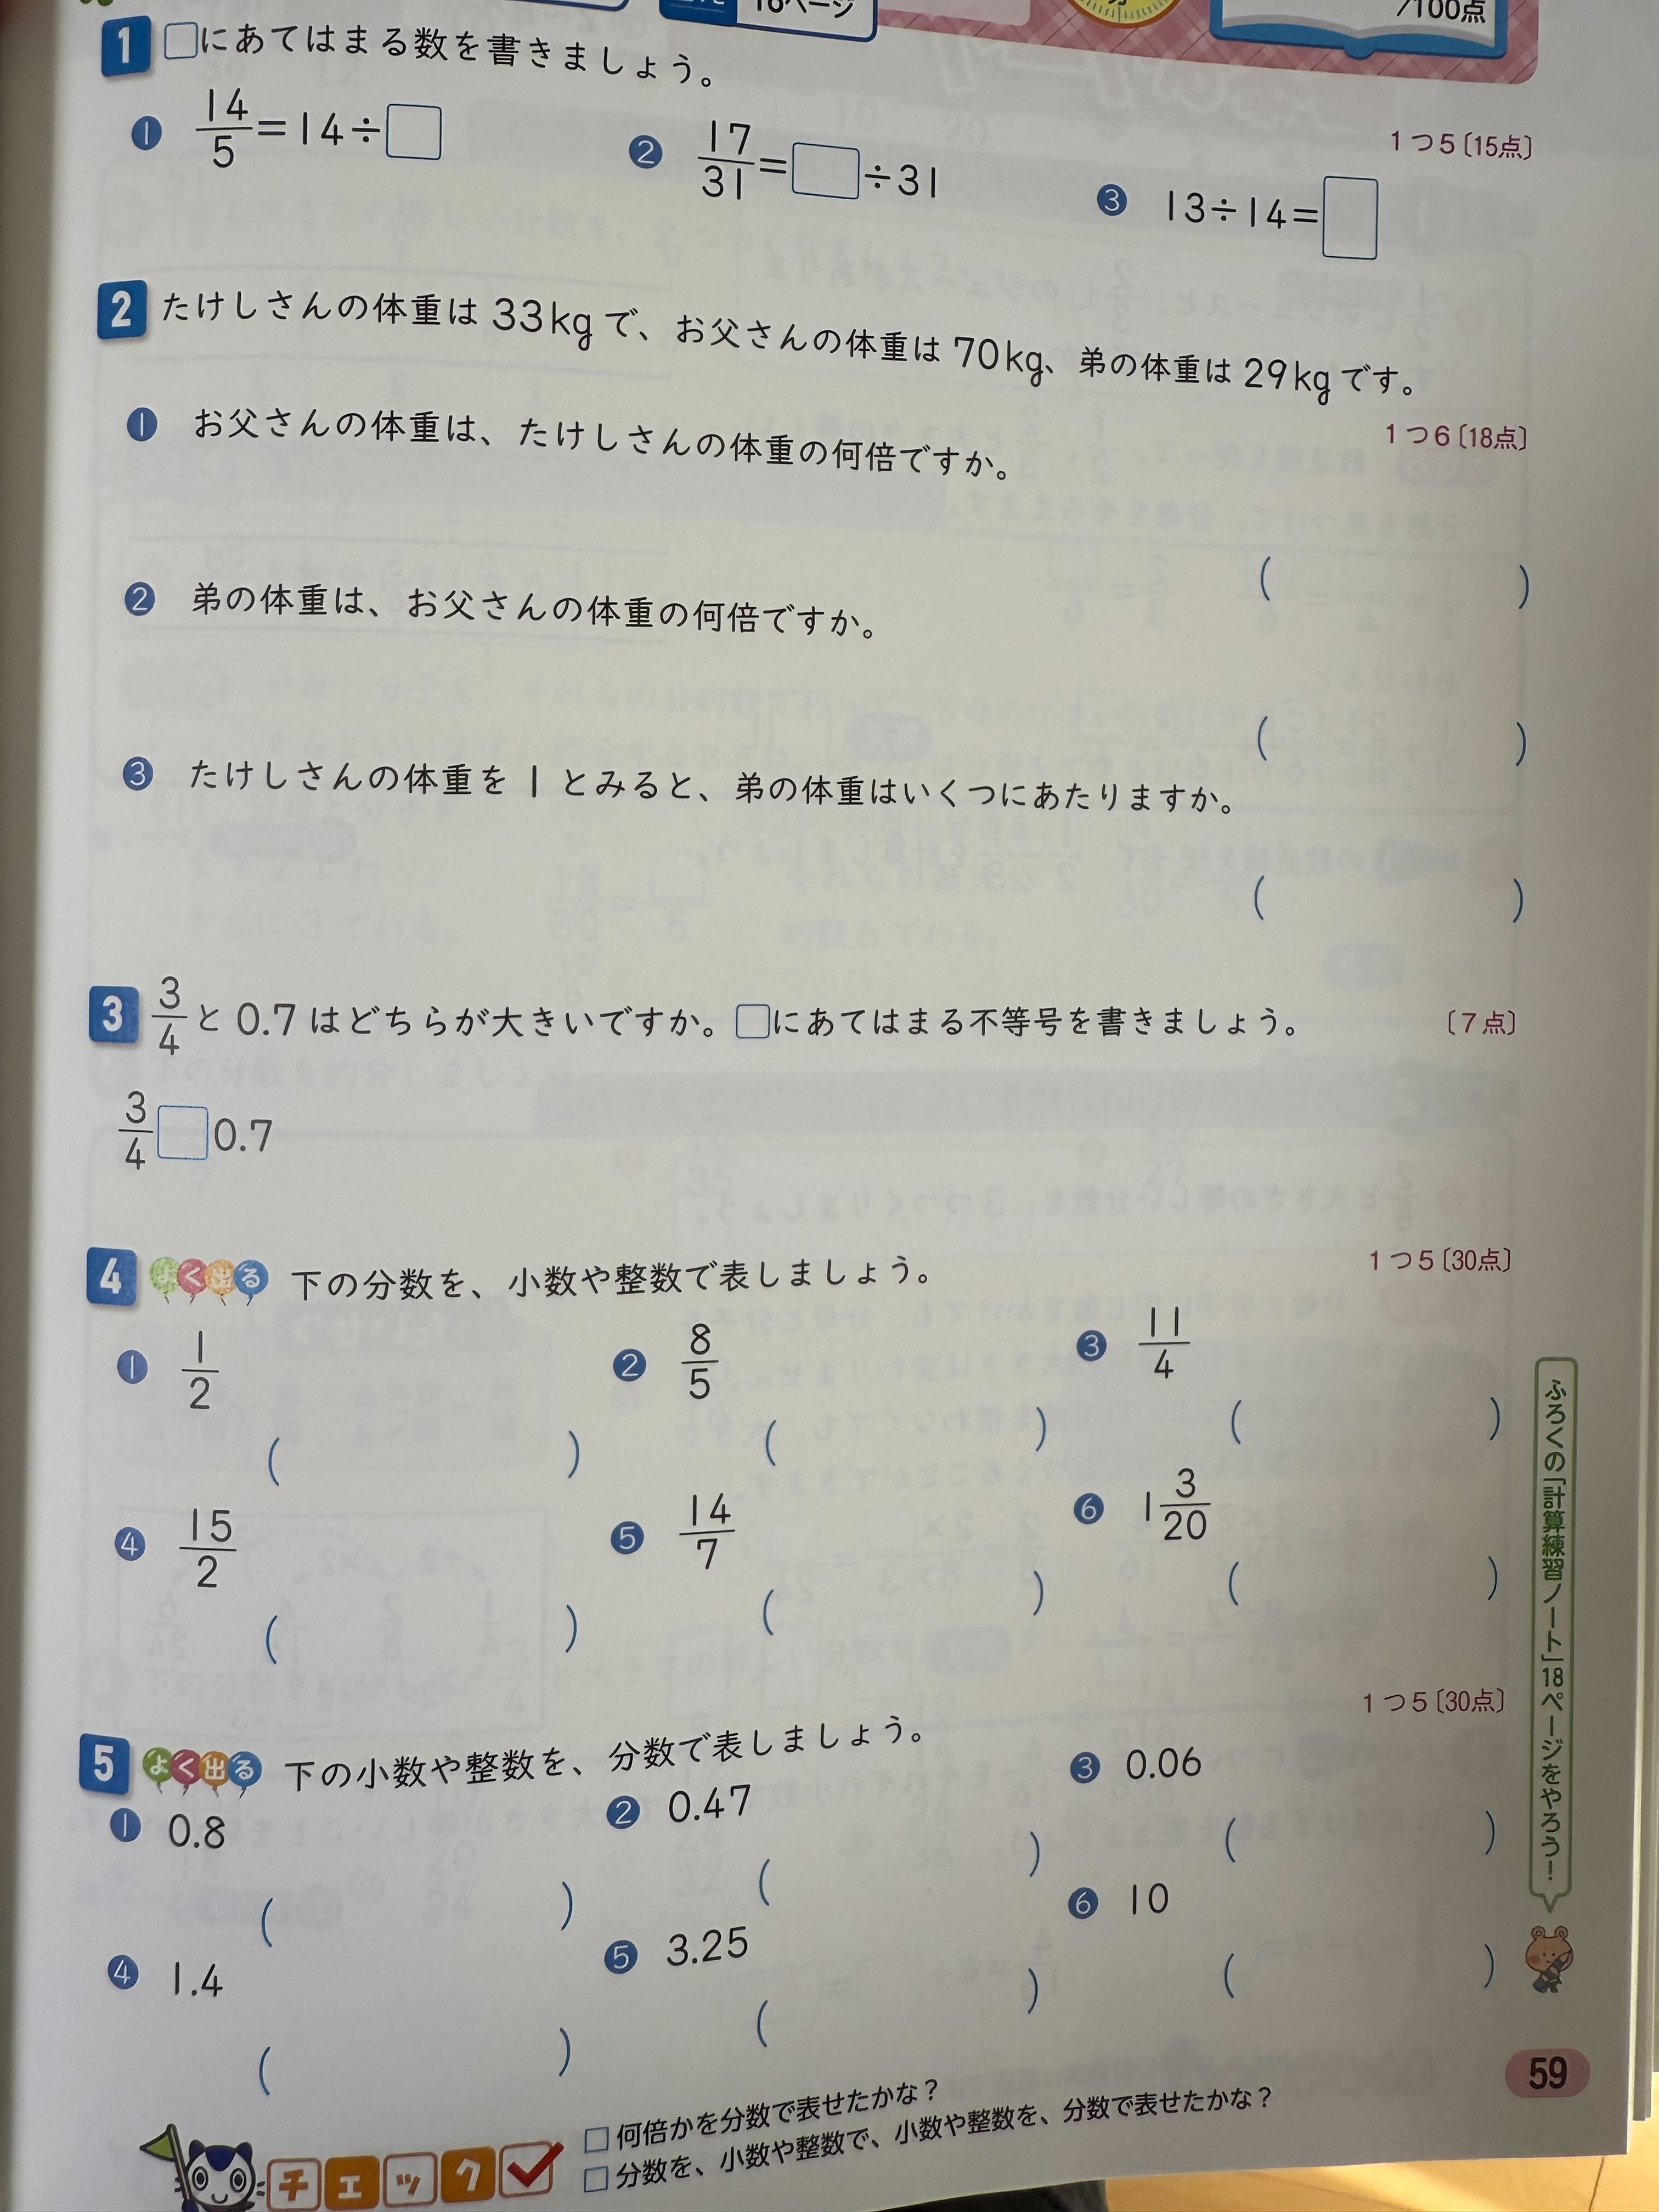 16ページ
分
/100点
1 □にあてはまる数を書きましょう。
1つ5〔15点〕
❶ 14/5=14÷□
❷ 17/31=□÷31
❸ 13÷14=□
2 たけしさんの体重は33kgで、お父さんの体重は70kg、弟の体重は29kgです。
1つ6〔18点〕
❶ お父さんの体重は、たけしさんの体重の何倍ですか。
( )
❷ 弟の体重は、お父さんの体重の何倍ですか。
( )
❸ たけしさんの体重を1とみると、弟の体重はいくつにあたりますか。
( )
3 3/4と0.7はどちらが大きいですか。□にあてはまる不等号を書きましょう。 〔7点〕
3/4□0.7
4 よく出る 下の分数を、小数や整数で表しましょう。 1つ5〔30点〕
❶ 1/2 ( )
❷ 8/5 ( )
❸ 11/4 ( )
❹ 15/2 ( )
❺ 14/7 ( )
❻ 1 3/20 ( )
5 よく出る 下の小数や整数を、分数で表しましょう。 1つ5〔30点〕
❶ 0.8 ( )
❷ 0.47 ( )
❸ 0.06 ( )
❹ 1.4 ( )
❺ 3.25 ( )
❻ 10 ( )
ふろくの「計算練習ノート」18ページをやろう!
チェック
□何倍かを分数で表せたかな?
□分数を、小数や整数で、小数や整数を、分数で表せたかな?
59